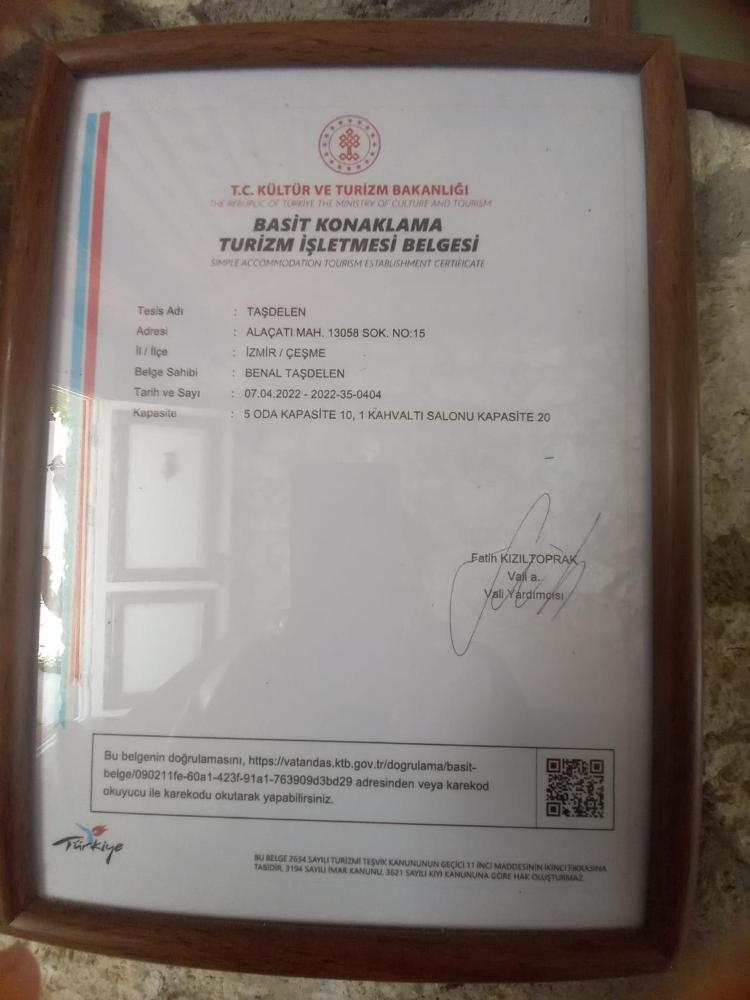 T.C. KÜLTÜR VE TURİZM BAKANLIĞI
THE REBUPLIC OF TÜRKİYE THE MINISTRY OF CULTURE AND TOURISM
BASİT KONAKLAMA
TURİZM İŞLETMESİ BELGESİ
SIMPLE ACCOMMODATION TOURISM ESTABLISHMENT CERTIFICATE
Tesis Adı : TAŞDELEN
Adresi : ALAÇATI MAH. 13058 SOK. NO:15
İl / İlçe : İZMİR / ÇEŞME
Belge Sahibi : BENAL TAŞDELEN
Tarih ve Sayı : 07.04.2022 - 2022-35-0404
Kapasite : 5 ODA KAPASİTE 10, 1 KAHVALTI SALONU KAPASİTE 20
Fatih KIZILTOPRAK
Vali a.
Vali Yardımcısı
Bu belgenin doğrulamasını, https://vatandas.ktb.gov.tr/dogrulama/basit-
belge/090211fe-60a1-423f-91a1-763909d3bd29 adresinden veya karekod
okuyucu ile karekodu okutarak yapabilirsiniz.
Türkiye
BU BELGE 2634 SAYILI TURİZMİ TEŞVİK KANUNUNUN GEÇİCİ 11 İNCİ MADDESİNİN İKİNCİ FIKRASINA
TABİDİR. 3194 SAYILI İMAR KANUNU, 3621 SAYILI KIYI KANUNUNA GÖRE HAK OLUŞTURMAZ.